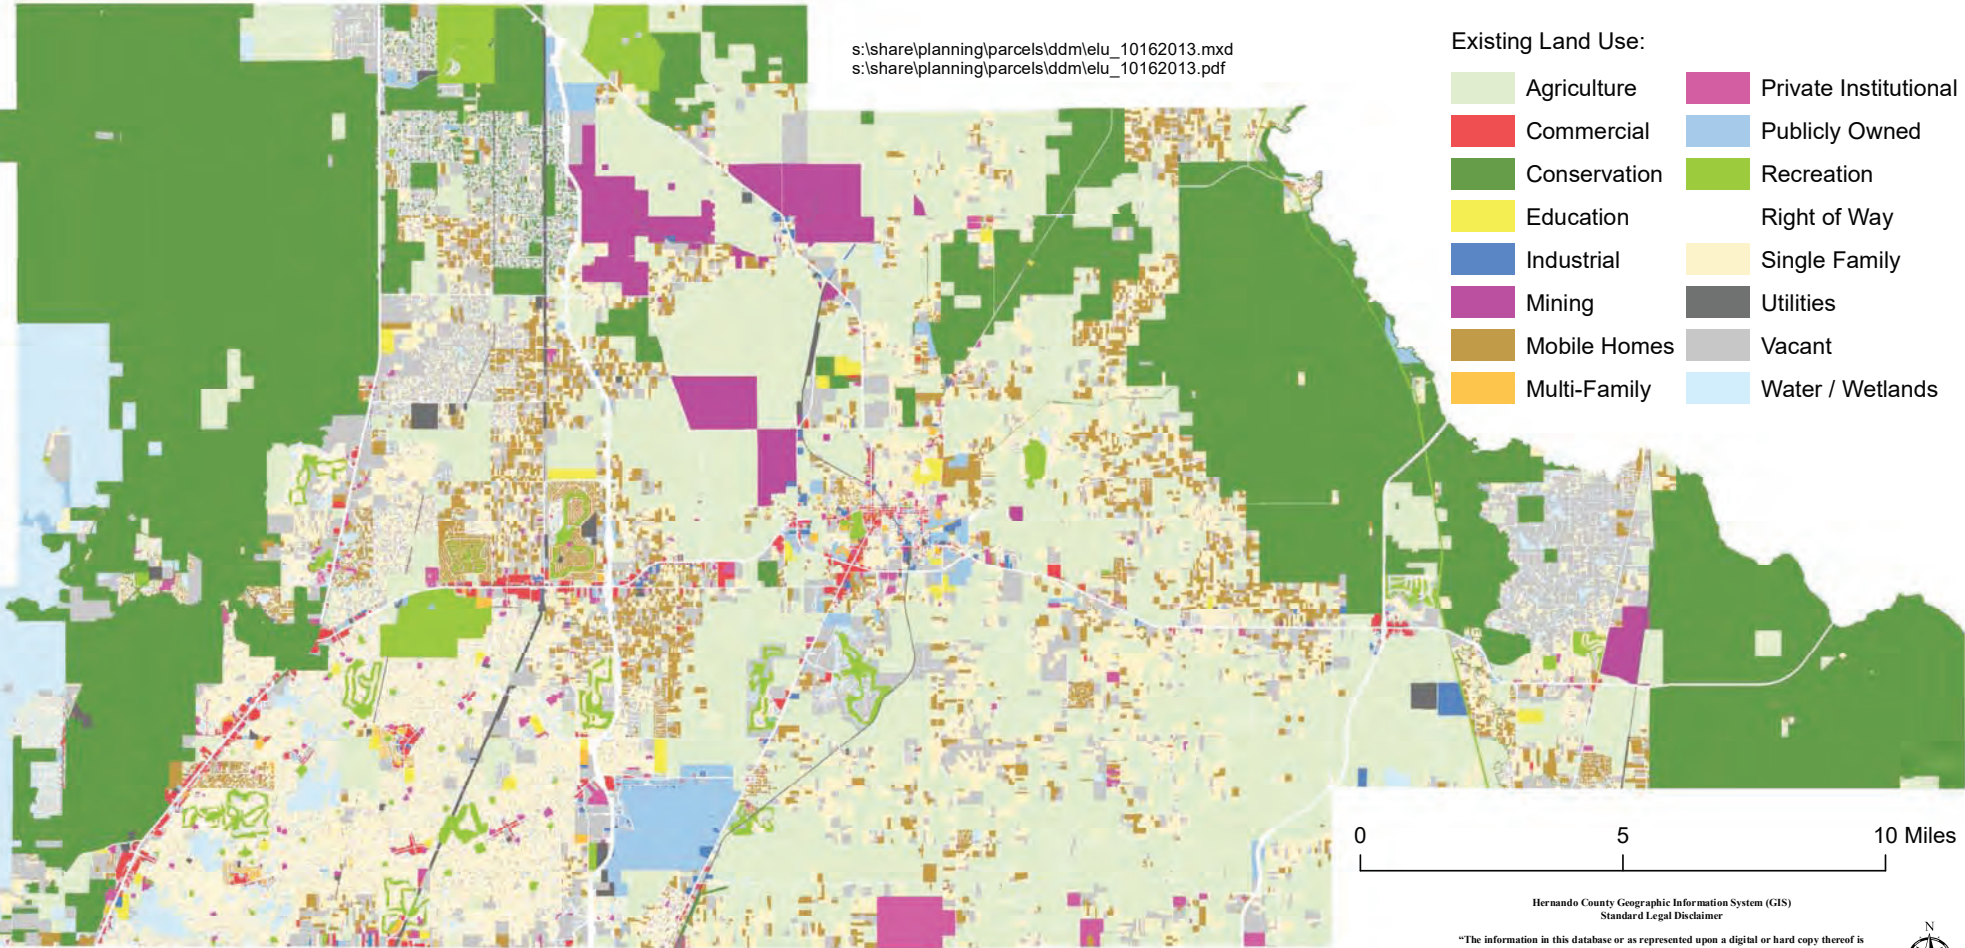 s:\share\planning\parcels\ddm\elu_10162013.mxd
s:\share\planning\parcels\ddm\elu_10162013.pdf
Existing Land Use:
Agriculture
Commercial
Conservation
Education
Industrial
Mining
Mobile Homes
Multi-Family
Private Institutional
Publicly Owned
Recreation
Right of Way
Single Family
Utilities
Vacant
Water / Wetlands
0 5 10 Miles
Hernando County Geographic Information System (GIS)
Standard Legal Disclaimer
“The information in this database or as represented upon a digital or hard copy thereof is
N